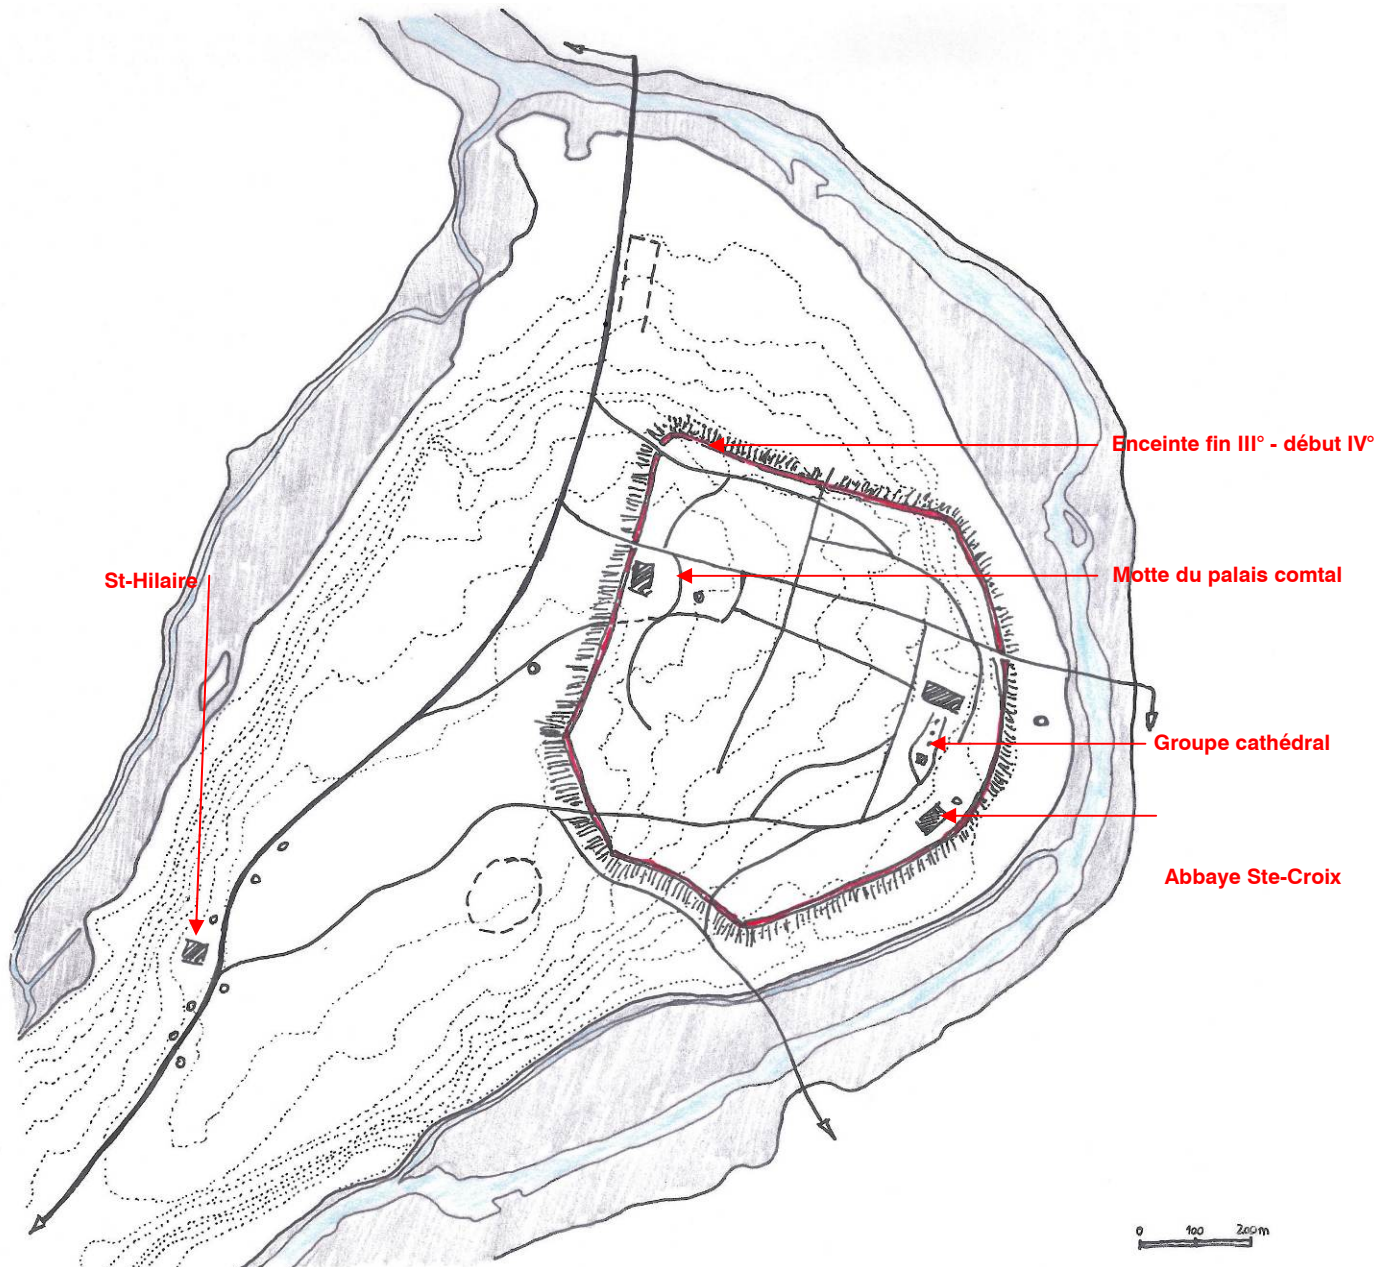 Enceinte fin III° - début IV°
St-Hilaire
Motte du palais comtal
Groupe cathédral
Abbaye Ste-Croix
0 100 200m